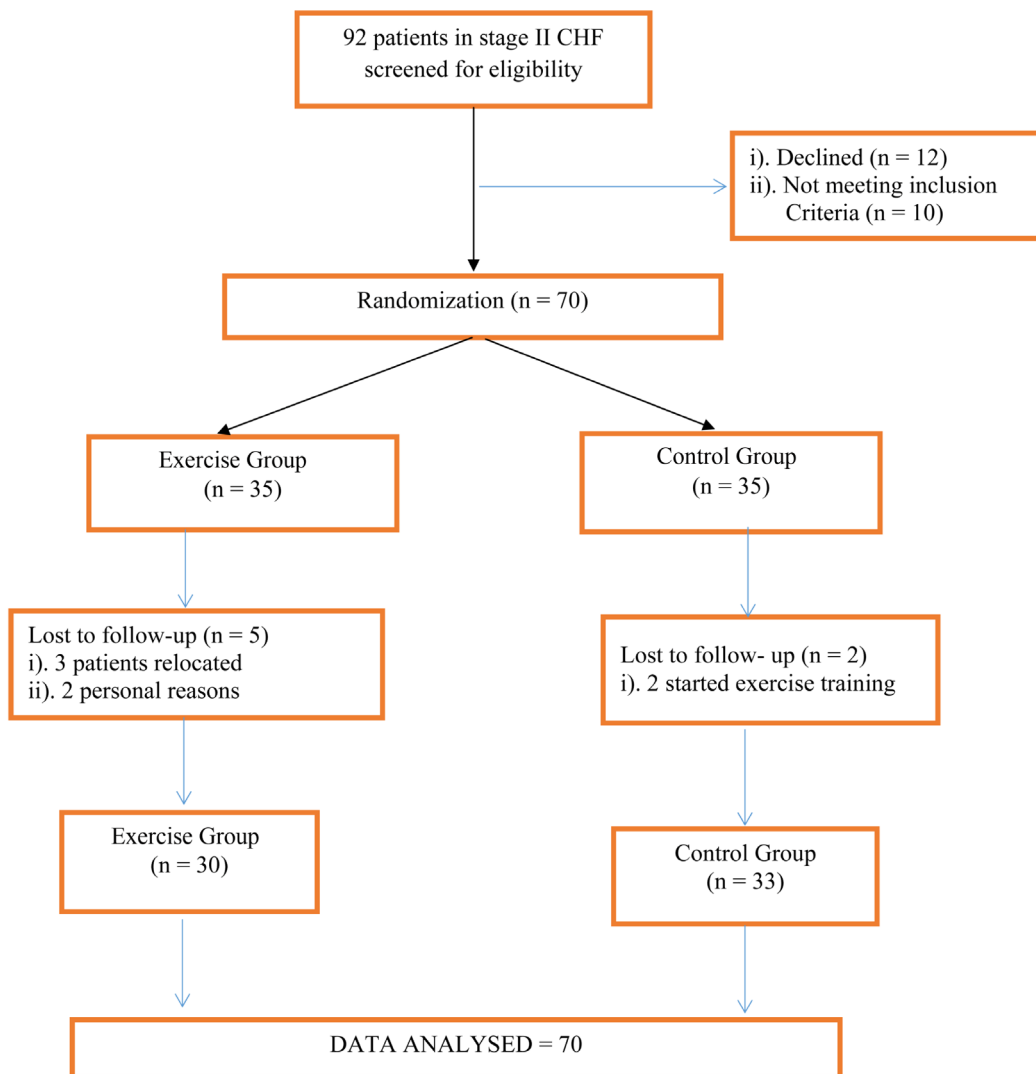 92 patients in stage II CHF
screened for eligibility
i). Declined (n = 12)
ii). Not meeting inclusion
Criteria (n = 10)
Randomization (n = 70)
Exercise Group
(n = 35)
Control Group
(n = 35)
Lost to follow-up (n = 5)
i). 3 patients relocated
ii). 2 personal reasons
Lost to follow- up (n = 2)
i). 2 started exercise training
Exercise Group
(n = 30)
Control Group
(n = 33)
DATA ANALYSED = 70